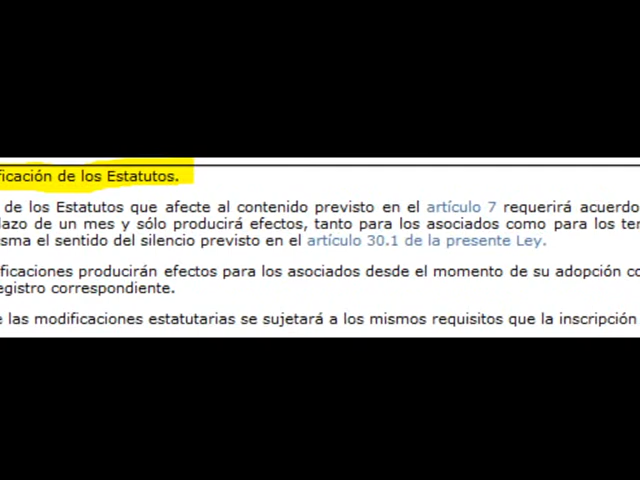 ficación de los Estatutos.
de los Estatutos que afecte al contenido previsto en el artículo 7 requerirá acuerdo
lazo de un mes y sólo producirá efectos, tanto para los asociados como para los ter
sma el sentido del silencio previsto en el artículo 30.1 de la presente Ley.
ficaciones producirán efectos para los asociados desde el momento de su adopción co
egistro correspondiente.
e las modificaciones estatutarias se sujetará a los mismos requisitos que la inscripción